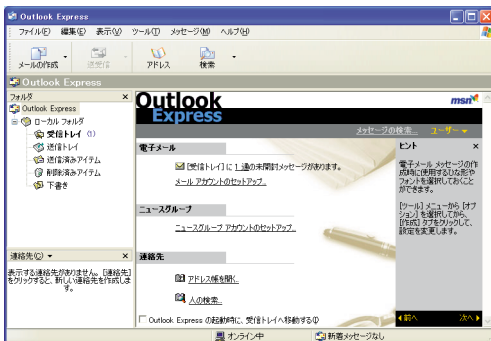 Outlook Express
ファイル(F) 編集(E) 表示(V) ツール(T) メッセージ(M) ヘルプ(H)
メールの作成 送受信 アドレス 検索
Outlook Express
フォルダ ×
Outlook Express
ローカル フォルダ
受信トレイ (1)
送信トレイ
送信済みアイテム
削除済みアイテム
下書き
連絡先(C) ×
表示する連絡先がありません。[連絡先]
をクリックすると、新しい連絡先を作成しま
す。
Outlook
Express
msn
メッセージの検索... ユーザー
電子メール
[受信トレイ] に 1 通の未開封メッセージがあります。
メール アカウントのセットアップ...
ニュースグループ
ニュースグループ アカウントのセットアップ...
連絡先
アドレス帳を開く...
人の検索...
Outlook Express の起動時に、受信トレイへ移動する(I)
ヒント ×
電子メール メッセージの作
成時に使用するひな形や
フォントを選択しておくこと
ができます。
[ツール] メニューから [オプ
ション] を選択してから、
[作成] タブをクリックして、
設定を変更します。
前へ 次へ
オンライン中 新着メッセージなし